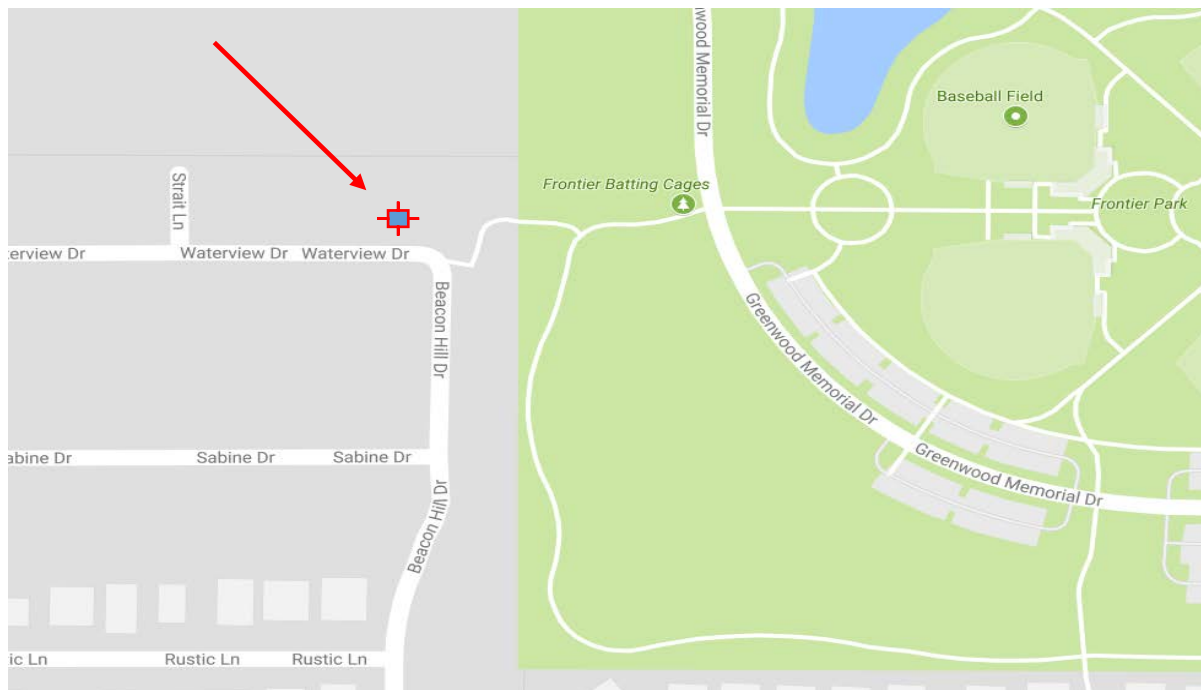 wood Memorial Dr
Baseball Field
Strait Ln
Frontier Batting Cages
Frontier Park
terview Dr
Waterview Dr
Waterview Dr
Beacon Hill Dr
Greenwood Memorial Dr
abine Dr
Sabine Dr
Sabine Dr
Greenwood Memorial Dr
Beacon Hill Dr
tic Ln
Rustic Ln
Rustic Ln